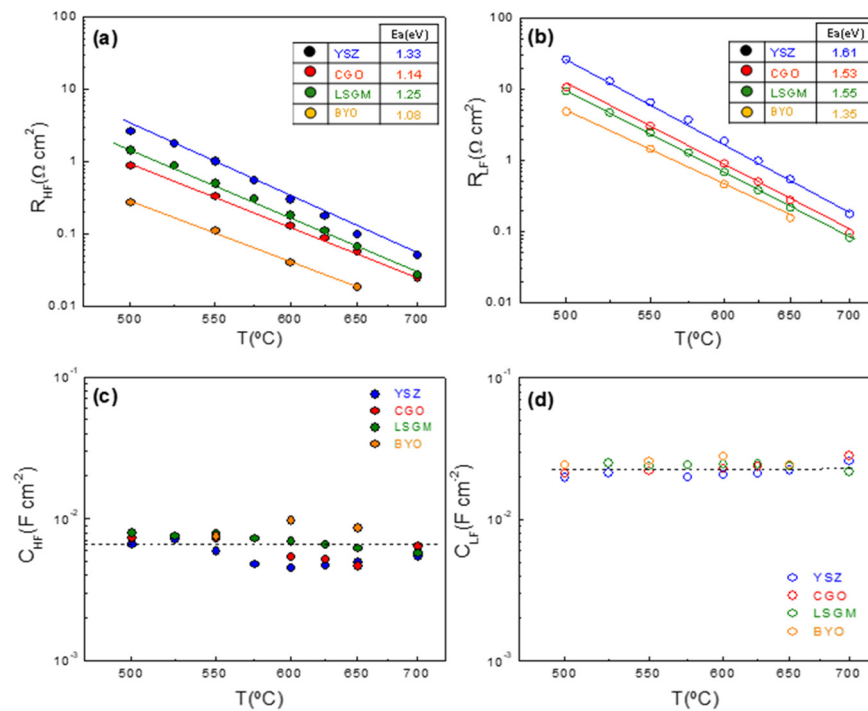 (a)
Ea(eV)
YSZ 1.33
CGO 1.14
LSGM 1.25
BYO 1.08
100
10
1
0.1
0.01
R_HF(Ω cm²)
500 550 600 650 700
T(ºC)
(b)
Ea(eV)
YSZ 1.61
CGO 1.53
LSGM 1.55
BYO 1.35
100
10
1
0.1
0.01
R_LF(Ω cm²)
500 550 600 650 700
T(ºC)
(c)
YSZ
CGO
LSGM
BYO
10⁻¹
10⁻²
10⁻³
C_HF(F cm⁻²)
500 550 600 650 700
T(ºC)
(d)
10⁻¹
10⁻²
10⁻³
C_LF(F cm⁻²)
YSZ
CGO
LSGM
BYO
500 550 600 650 700
T(ºC)